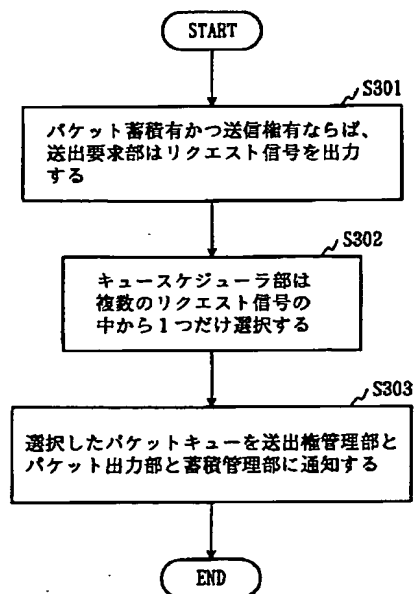 START
S301
パケット蓄積有かつ送信権有ならば、
送出要求部はリクエスト信号を出力
する
S302
キュースケジューラ部は
複数のリクエスト信号の
中から１つだけ選択する
S303
選択したパケットキューを送出権管理部と
パケット出力部と蓄積管理部に通知する
END